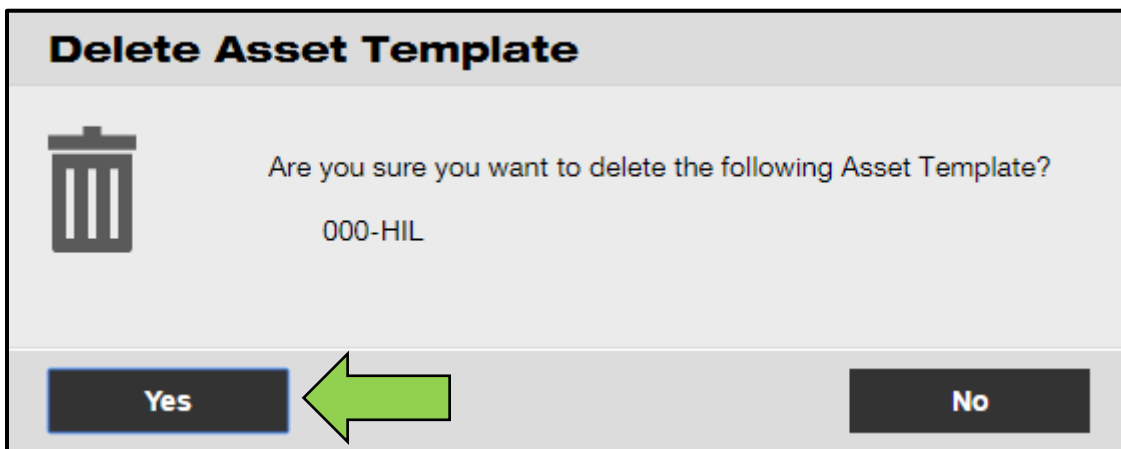 Delete Asset Template
Are you sure you want to delete the following Asset Template?
000-HIL
Yes
No